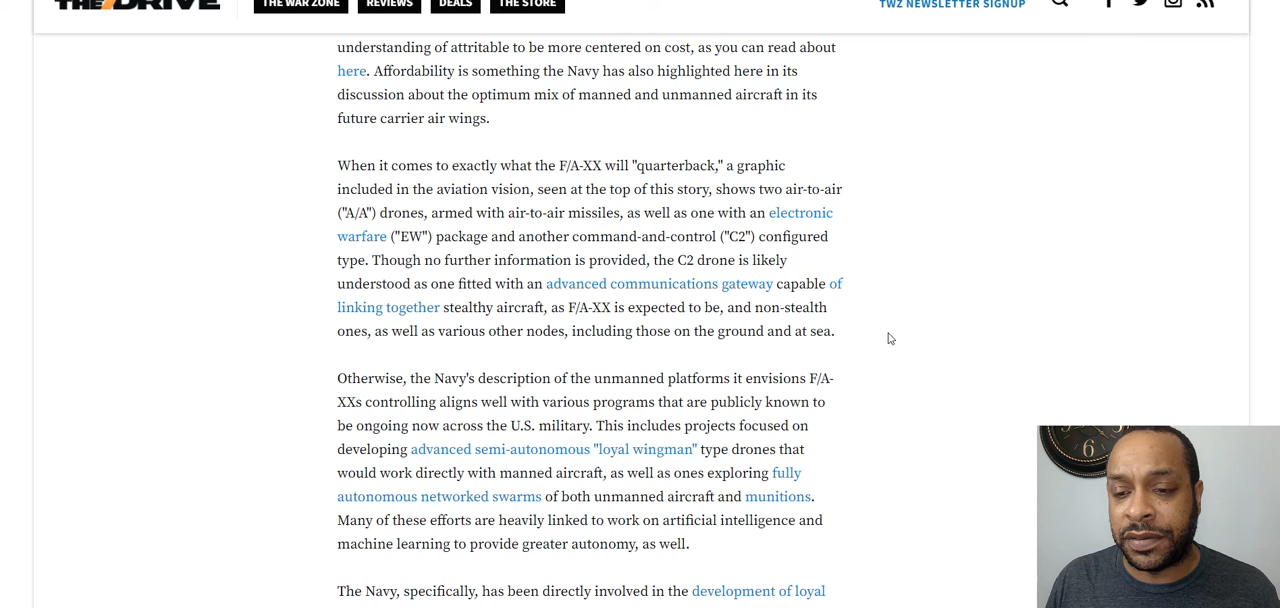 THE DRIVE THE WAR ZONE REVIEWS DEALS THE STORE TWZ NEWSLETTER SIGNUP
understanding of attritable to be more centered on cost, as you can read about
here. Affordability is something the Navy has also highlighted here in its
discussion about the optimum mix of manned and unmanned aircraft in its
future carrier air wings.
When it comes to exactly what the F/A-XX will "quarterback," a graphic
included in the aviation vision, seen at the top of this story, shows two air-to-air
("A/A") drones, armed with air-to-air missiles, as well as one with an electronic
warfare ("EW") package and another command-and-control ("C2") configured
type. Though no further information is provided, the C2 drone is likely
understood as one fitted with an advanced communications gateway capable of
linking together stealthy aircraft, as F/A-XX is expected to be, and non-stealth
ones, as well as various other nodes, including those on the ground and at sea.
Otherwise, the Navy's description of the unmanned platforms it envisions F/A-
XXs controlling aligns well with various programs that are publicly known to
be ongoing now across the U.S. military. This includes projects focused on
developing advanced semi-autonomous "loyal wingman" type drones that
would work directly with manned aircraft, as well as ones exploring fully
autonomous networked swarms of both unmanned aircraft and munitions.
Many of these efforts are heavily linked to work on artificial intelligence and
machine learning to provide greater autonomy, as well.
The Navy, specifically, has been directly involved in the development of loyal
6